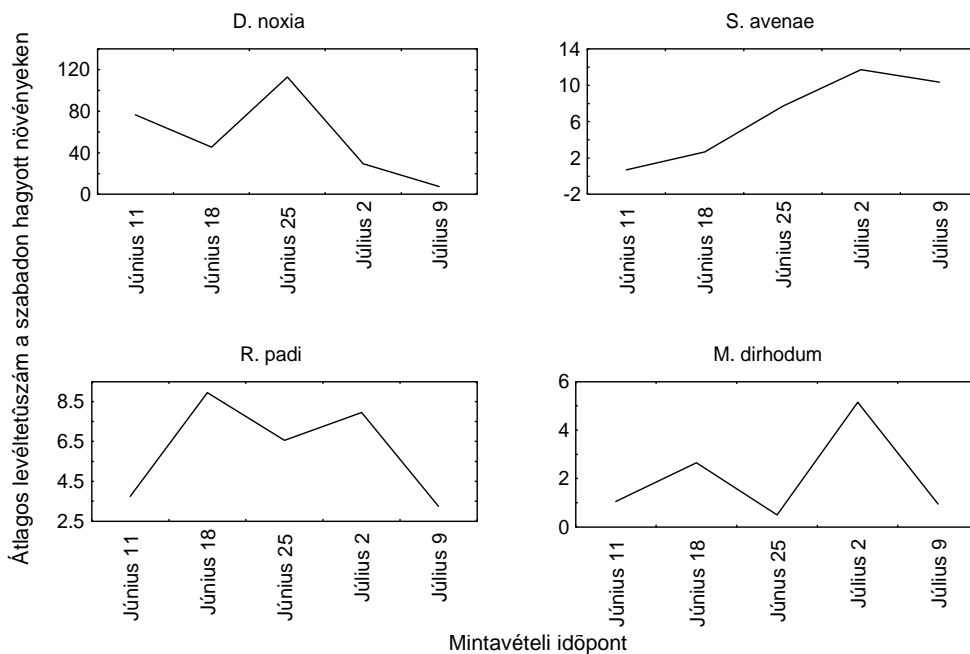 Átlagos levéltetûszám a szabadon hagyott növényeken
D. noxia
120
80
40
0
Június 11
Június 18
Június 25
Július 2
Július 9
S. avenae
14
10
6
2
-2
Június 11
Június 18
Június 25
Július 2
Július 9
R. padi
8.5
6.5
4.5
2.5
Június 11
Június 18
Június 25
Július 2
Július 9
M. dirhodum
6
4
2
0
Június 11
Június 18
Június 25
Július 2
Július 9
Mintavételi idõpont